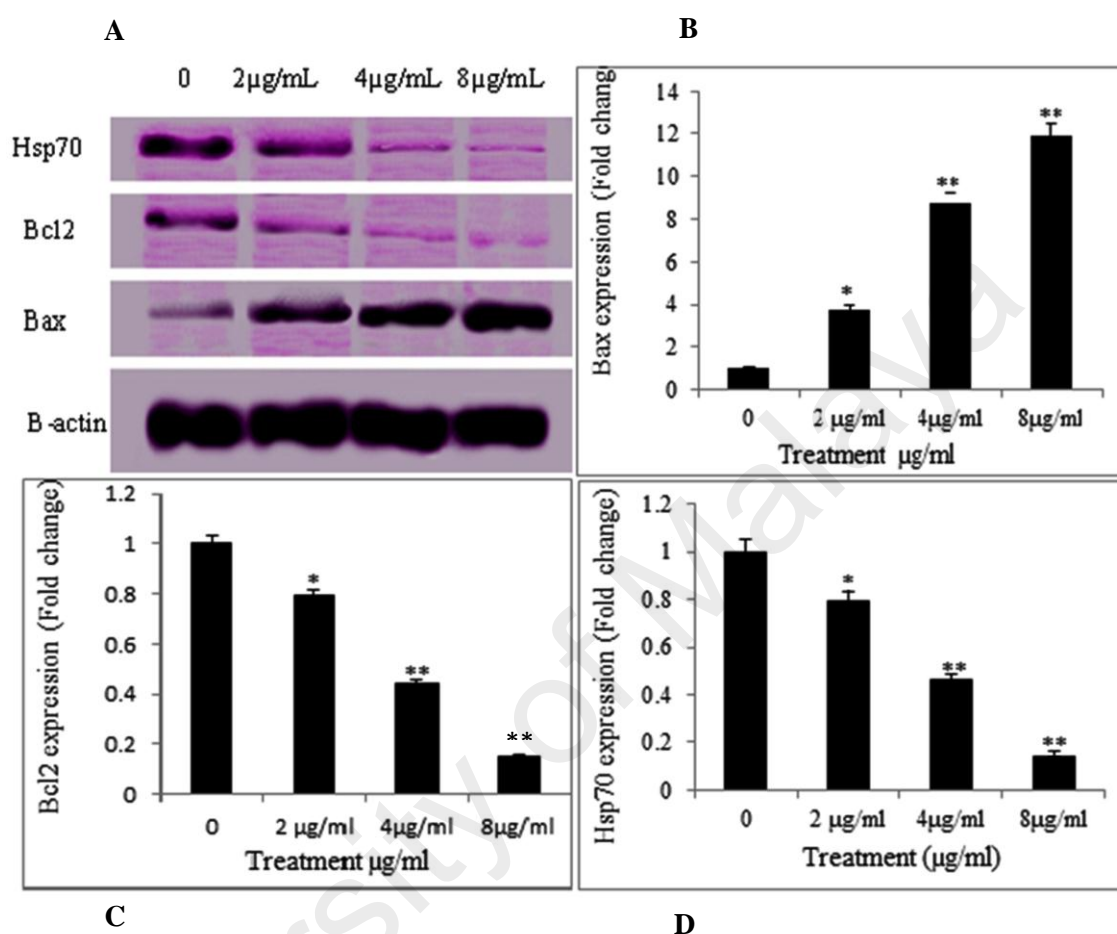 A
B
0 2µg/mL 4µg/mL 8µg/mL
Hsp70
Bcl2
Bax
B-actin
Bax expression (Fold change)
14
12
10
8
6
4
2
0
*
**
**
0 2 µg/ml 4µg/ml 8µg/ml
Treatment µg/ml
Bcl2 expression (Fold change)
1.2
1
0.8
0.6
0.4
0.2
0
*
**
**
0 2 µg/ml 4µg/ml 8µg/ml
Treatment µg/ml
Hsp70 expression (Fold change)
1.2
1
0.8
0.6
0.4
0.2
0
*
**
**
0 2 µg/ml 4µg/ml 8µg/ml
Treatment (µg/ml)
C
D
University of Malaya